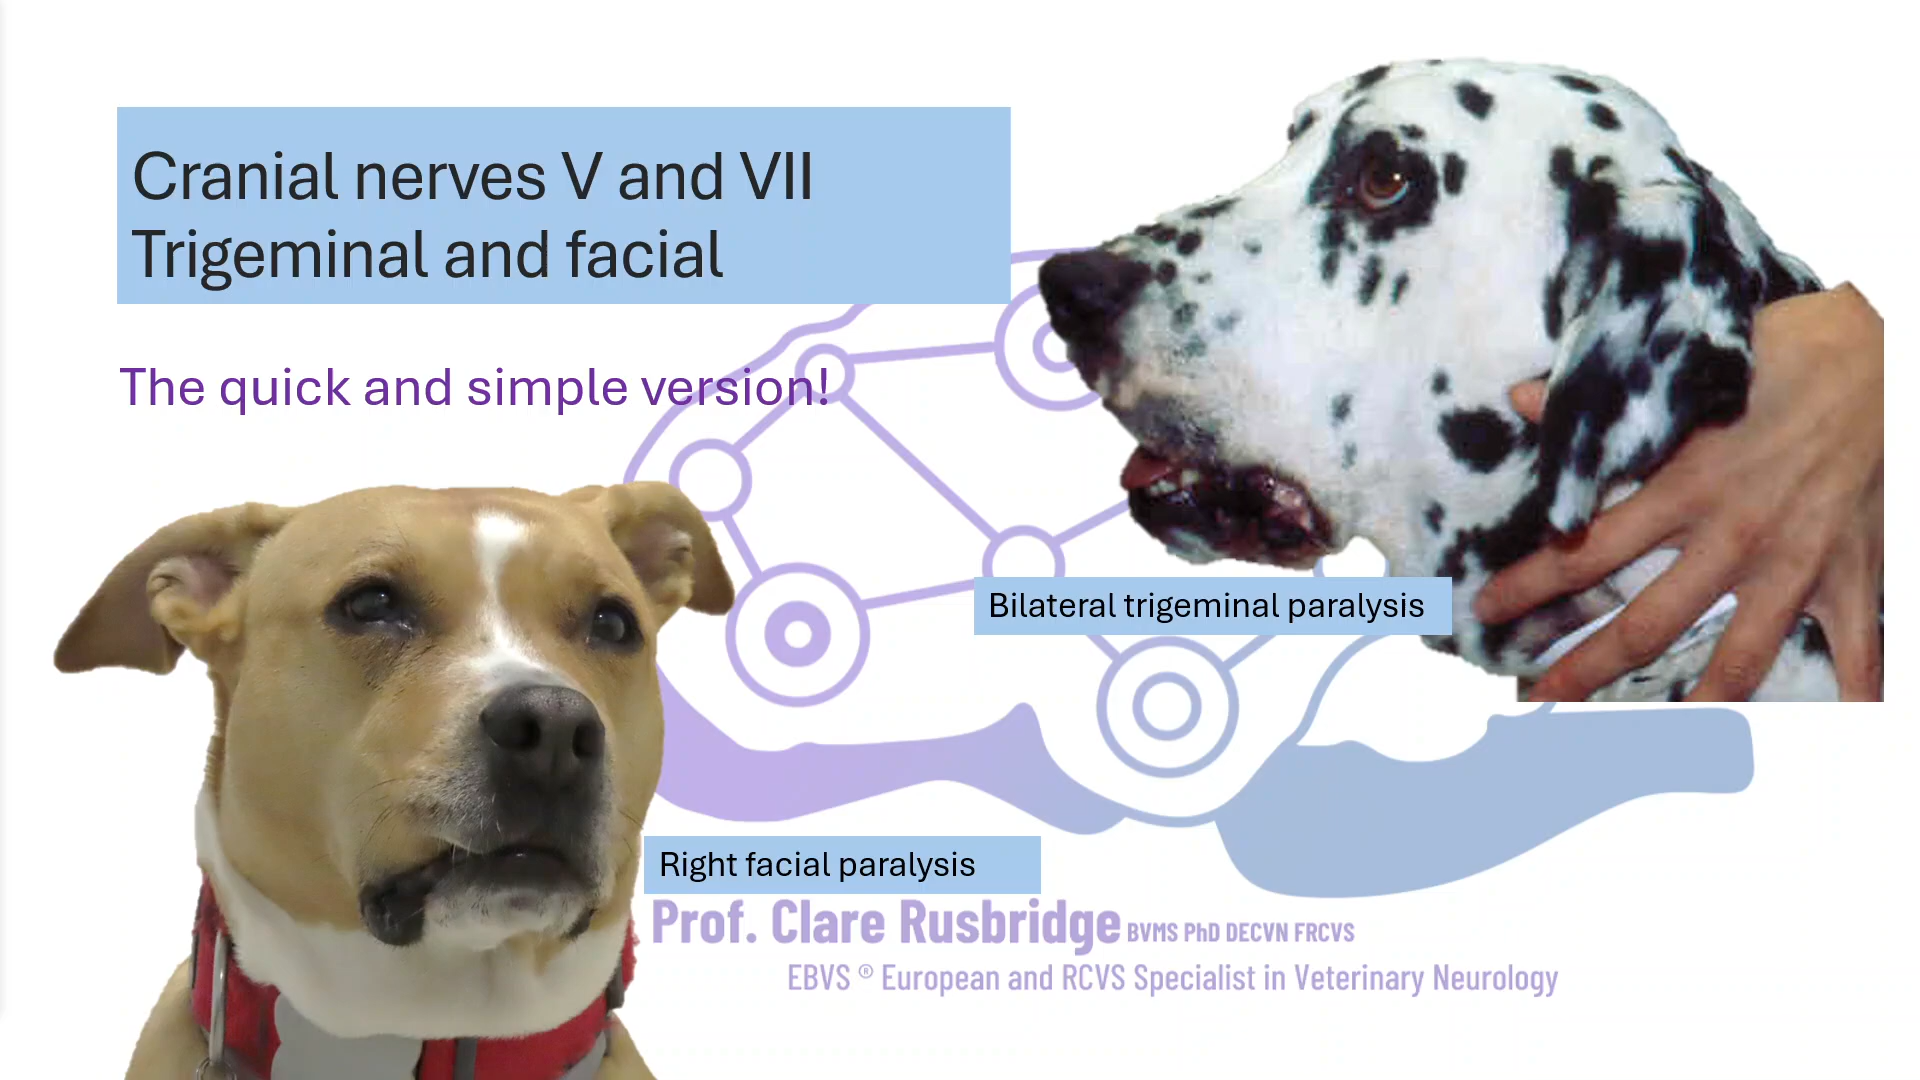 Cranial nerves V and VII
Trigeminal and facial
The quick and simple version!
Bilateral trigeminal paralysis
Right facial paralysis
Prof. Clare Rusbridge BVMS PhD DECVN FRCVS
EBVS ® European and RCVS Specialist in Veterinary Neurology